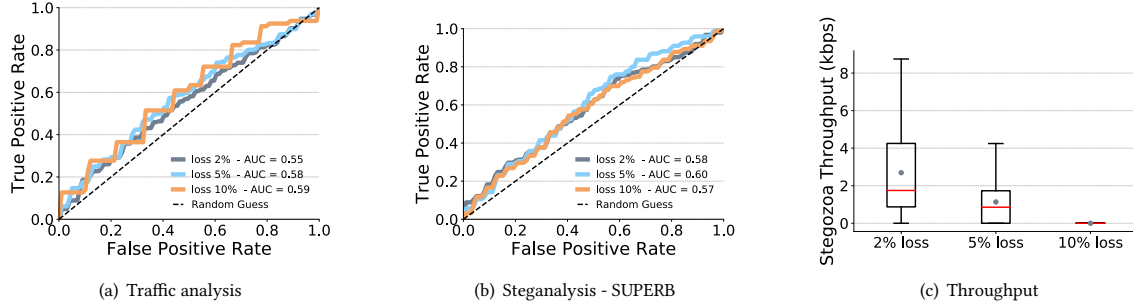 True Positive Rate
1.0
0.8
0.6
0.4
0.2
0.0
loss 2%  - AUC = 0.55
loss 5%  - AUC = 0.58
loss 10%  - AUC = 0.59
Random Guess
0.0 0.2 0.4 0.6 0.8 1.0
False Positive Rate
(a) Traffic analysis
True Positive Rate
1.0
0.8
0.6
0.4
0.2
0.0
loss 2%  - AUC = 0.58
loss 5%  - AUC = 0.60
loss 10%  - AUC = 0.57
Random Guess
0.0 0.2 0.4 0.6 0.8 1.0
False Positive Rate
(b) Steganalysis - SUPERB
Stegozoa Throughput (kbps)
8
6
4
2
0
2% loss 5% loss 10% loss
(c) Throughput